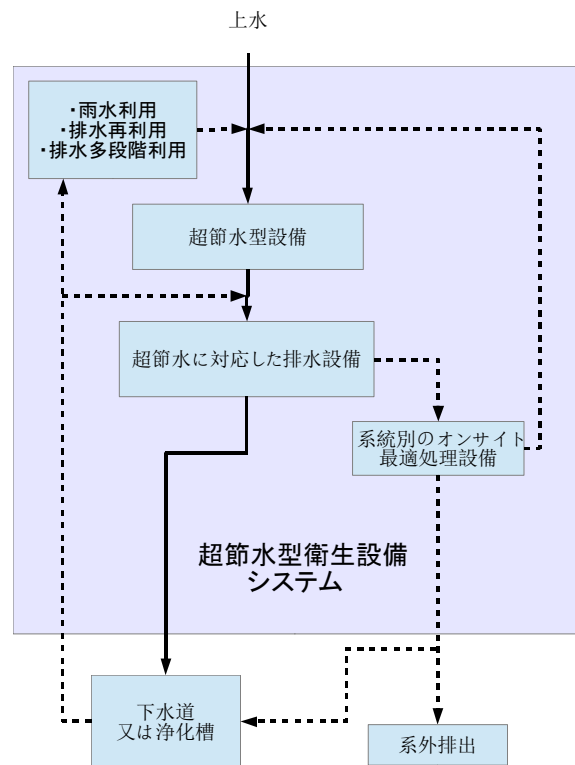 上水
・雨水利用
・排水再利用
・排水多段階利用
超節水型設備
超節水に対応した排水設備
系統別のオンサイト
最適処理設備
超節水型衛生設備
システム
下水道
又は浄化槽
系外排出